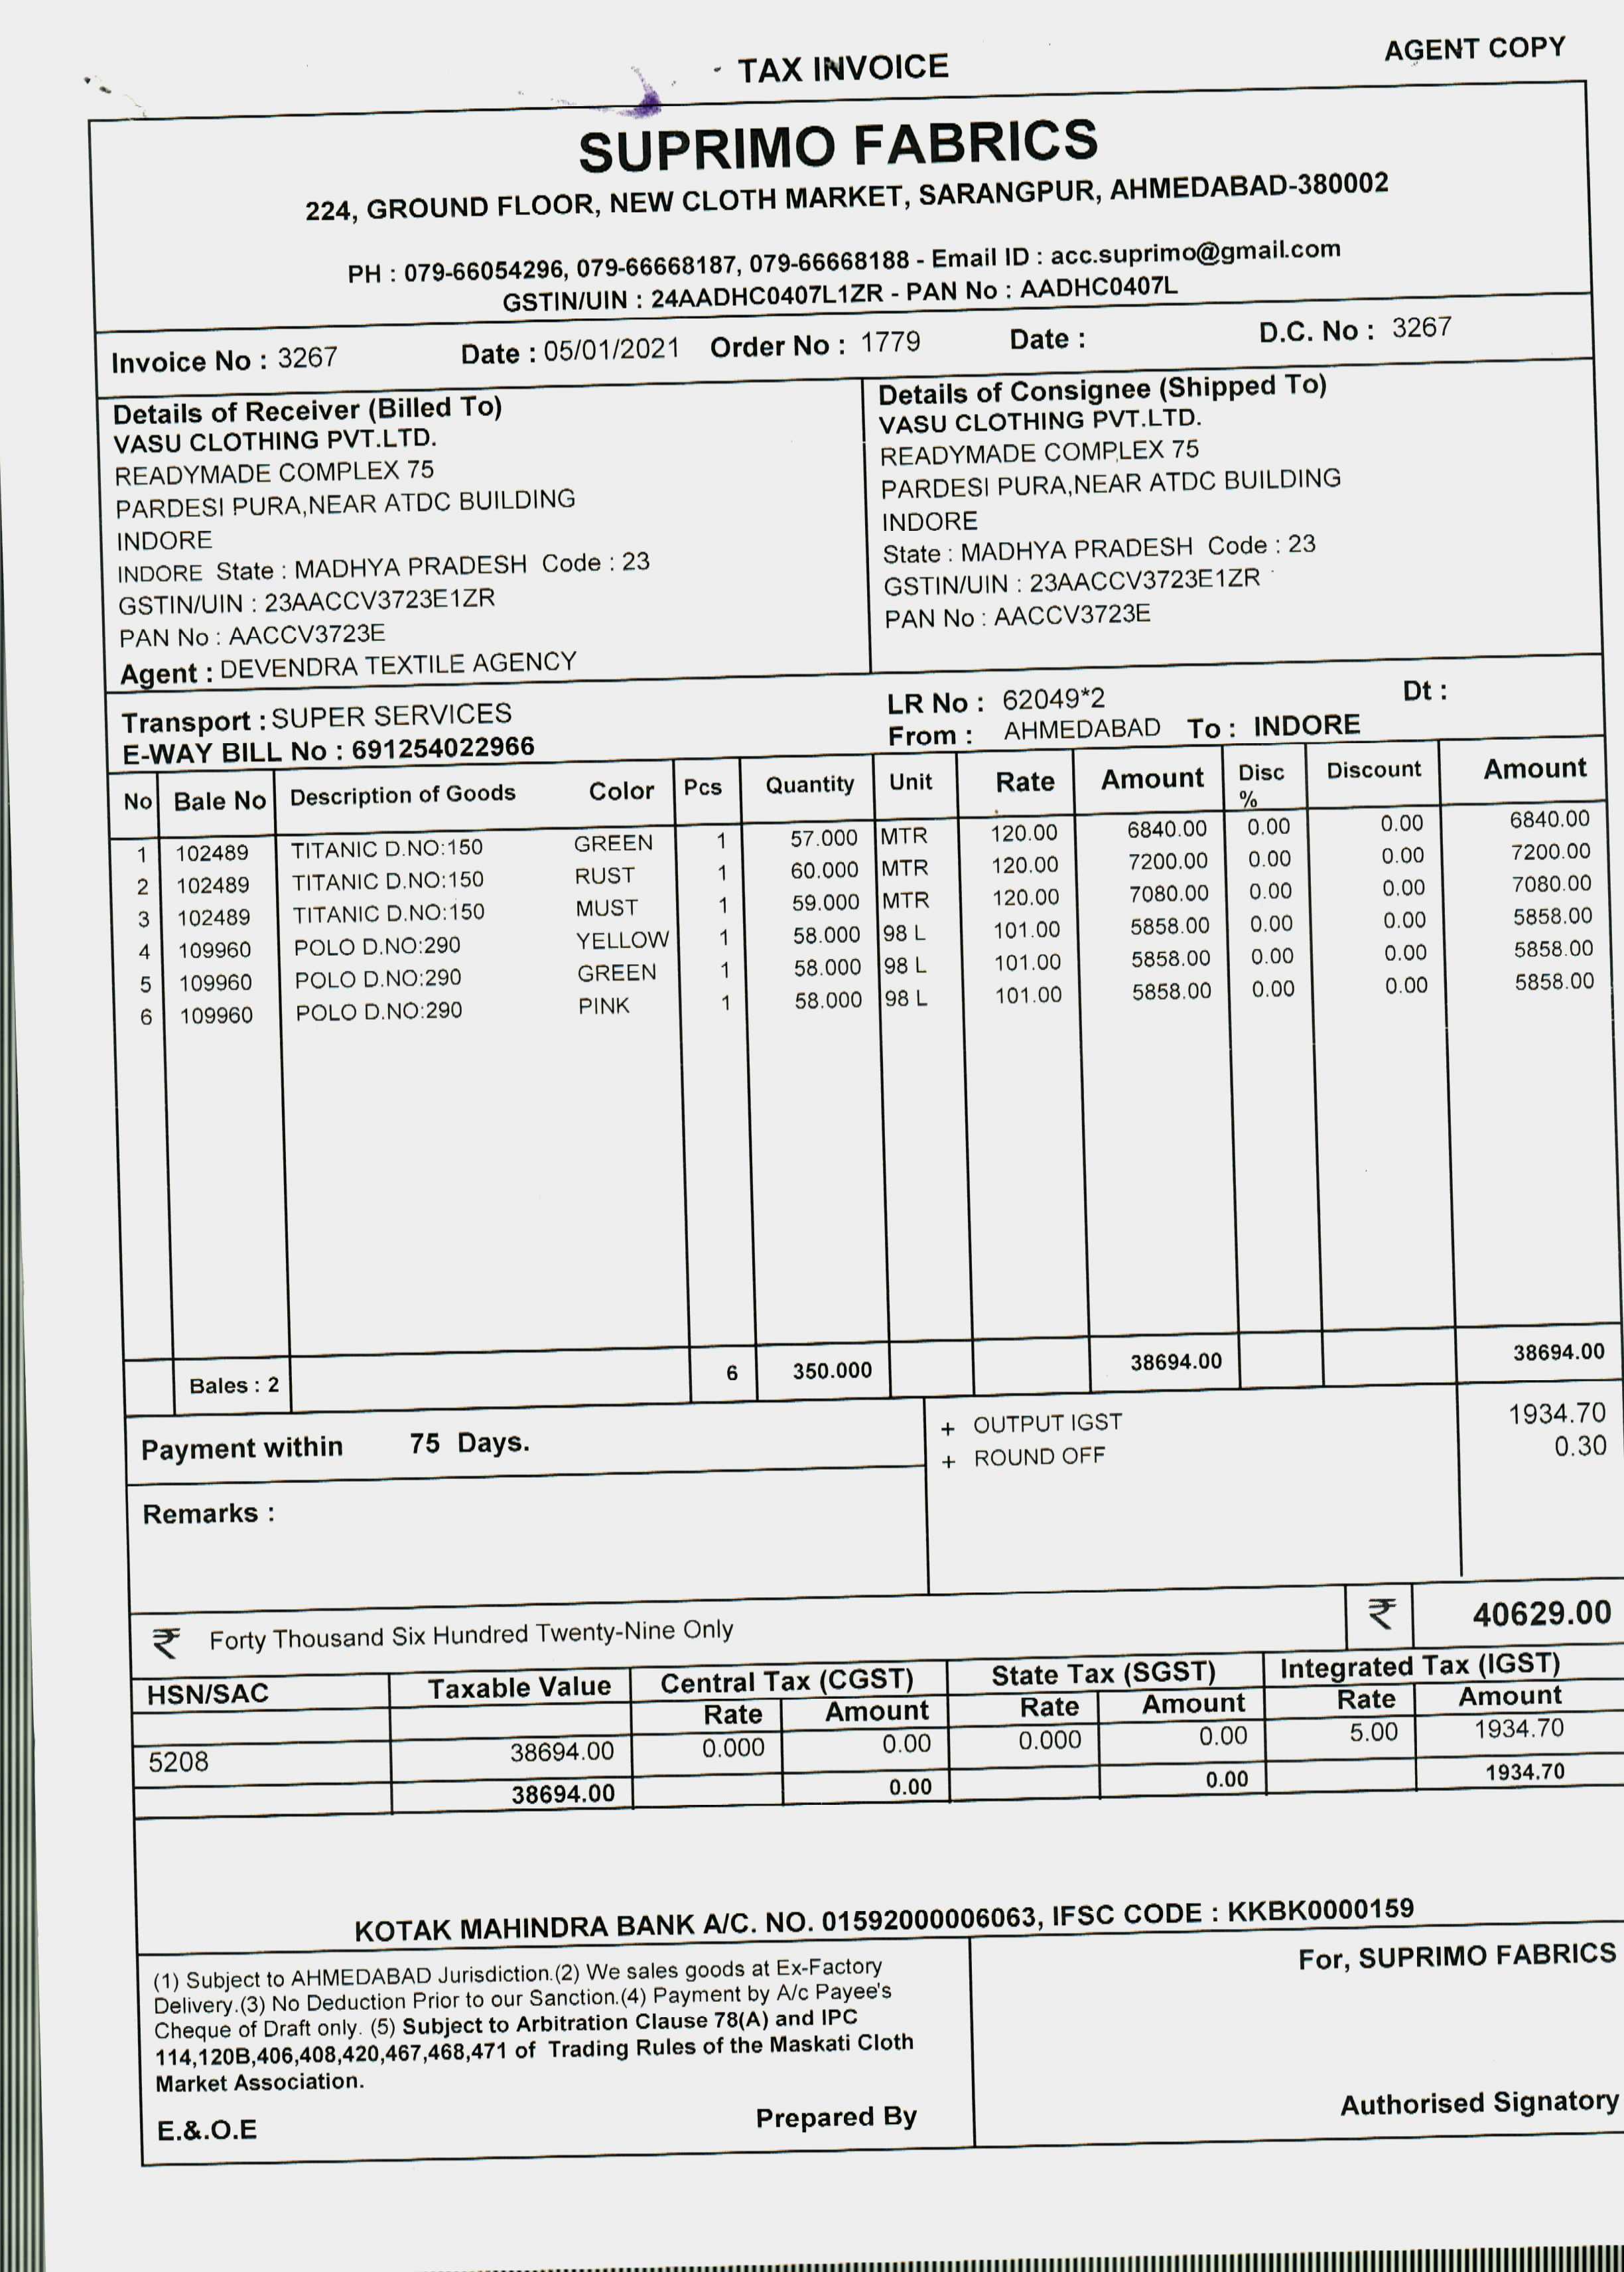 AGENT COPY
TAX INVOICE
SUPRIMO FABRICS
224, GROUND FLOOR, NEW CLOTH MARKET, SARANGPUR, AHMEDABAD-380002
PH : 079-66054296, 079-66668187, 079-66668188 - Email ID : acc.suprimo@gmail.com
GSTIN/UIN : 24AADHC0407L1ZR - PAN No : AADHC0407L
Invoice No : 3267 Date : 05/01/2021 Order No : 1779 Date : D.C. No : 3267
Details of Receiver (Billed To)
VASU CLOTHING PVT.LTD.
READYMADE COMPLEX 75
PARDESI PURA,NEAR ATDC BUILDING
INDORE
INDORE State : MADHYA PRADESH Code : 23
GSTIN/UIN : 23AACCV3723E1ZR
PAN No : AACCV3723E
Agent : DEVENDRA TEXTILE AGENCY
Details of Consignee (Shipped To)
VASU CLOTHING PVT.LTD.
READYMADE COMPLEX 75
PARDESI PURA,NEAR ATDC BUILDING
INDORE
State : MADHYA PRADESH Code : 23
GSTIN/UIN : 23AACCV3723E1ZR
PAN No : AACCV3723E
Transport : SUPER SERVICES
E-WAY BILL No : 691254022966
LR No : 62049*2 Dt :
From : AHMEDABAD To : INDORE
No Bale No Description of Goods Color Pcs Quantity Unit Rate Amount Disc % Discount Amount
1 102489 TITANIC D.NO:150 GREEN 1 57.000 MTR 120.00 6840.00 0.00 0.00 6840.00
2 102489 TITANIC D.NO:150 RUST 1 60.000 MTR 120.00 7200.00 0.00 0.00 7200.00
3 102489 TITANIC D.NO:150 MUST 1 59.000 MTR 120.00 7080.00 0.00 0.00 7080.00
4 109960 POLO D.NO:290 YELLOW 1 58.000 98 L 101.00 5858.00 0.00 0.00 5858.00
5 109960 POLO D.NO:290 GREEN 1 58.000 98 L 101.00 5858.00 0.00 0.00 5858.00
6 109960 POLO D.NO:290 PINK 1 58.000 98 L 101.00 5858.00 0.00 0.00 5858.00
Bales : 2 6 350.000 38694.00 38694.00
Payment within 75 Days.
+ OUTPUT IGST 1934.70
+ ROUND OFF 0.30
Remarks :
₹ Forty Thousand Six Hundred Twenty-Nine Only ₹ 40629.00
HSN/SAC Taxable Value Central Tax (CGST) State Tax (SGST) Integrated Tax (IGST)
Rate Amount Rate Amount Rate Amount
5208 38694.00 0.000 0.00 0.000 0.00 5.00 1934.70
38694.00 0.00 0.00 1934.70
KOTAK MAHINDRA BANK A/C. NO. 01592000006063, IFSC CODE : KKBK0000159
(1) Subject to AHMEDABAD Jurisdiction.(2) We sales goods at Ex-Factory
Delivery.(3) No Deduction Prior to our Sanction.(4) Payment by A/c Payee's
Cheque of Draft only. (5) Subject to Arbitration Clause 78(A) and IPC
114,120B,406,408,420,467,468,471 of Trading Rules of the Maskati Cloth
Market Association.
E.&.O.E Prepared By
For, SUPRIMO FABRICS
Authorised Signatory